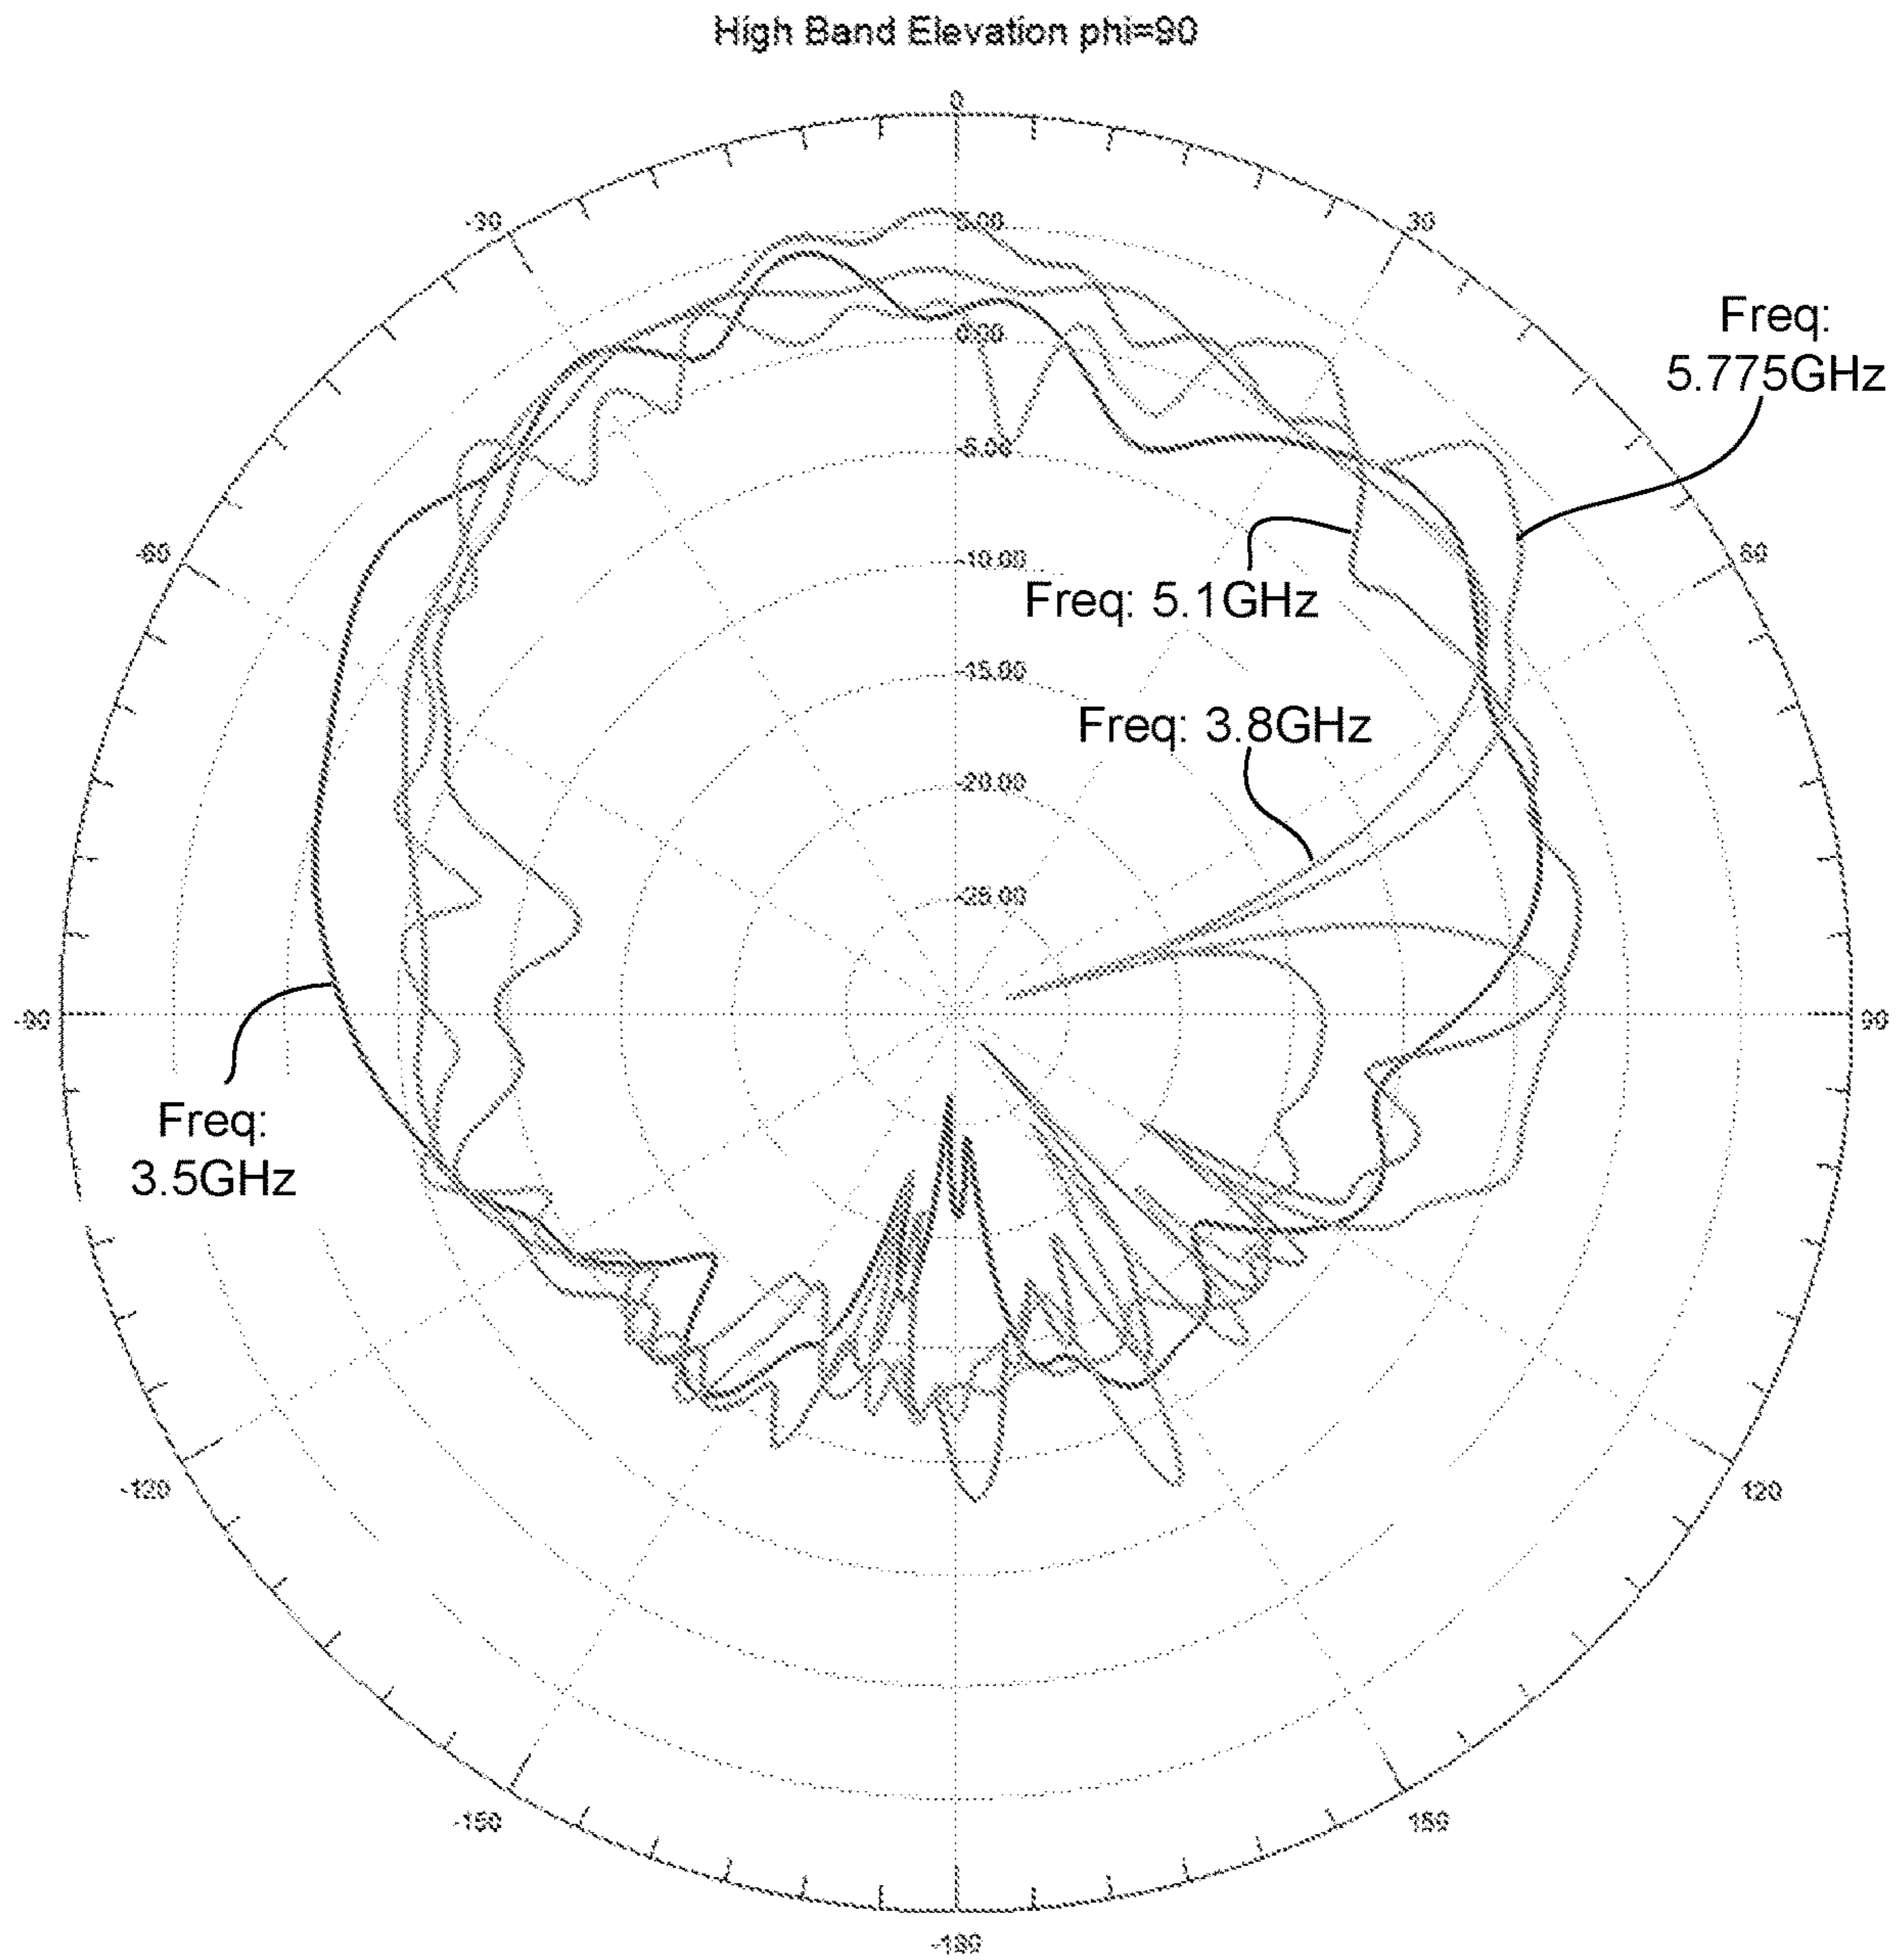 High Band Elevation phi=90
0
-30
30
5.00
Freq:
5.775GHz
0.00
-5.00
-60
60
-10.00
Freq: 5.1GHz
-15.00
Freq: 3.8GHz
-20.00
-25.00
-90
90
Freq:
3.5GHz
-120
120
-150
150
-180